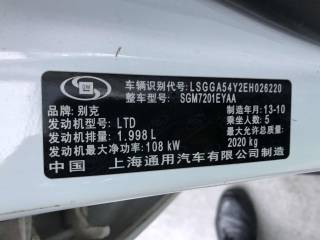 车辆识别代号: LSGGA54Y2EH026220
整车型号: SGM7201EYAA
品牌: 别克
制造年月: 13-10
发动机型号: LTD
乘坐人数: 5
发动机排量: 1.998 L
最大允许总质量:
发动机最大净功率: 108 kW
2020 kg
中国 上海通用汽车有限公司制造